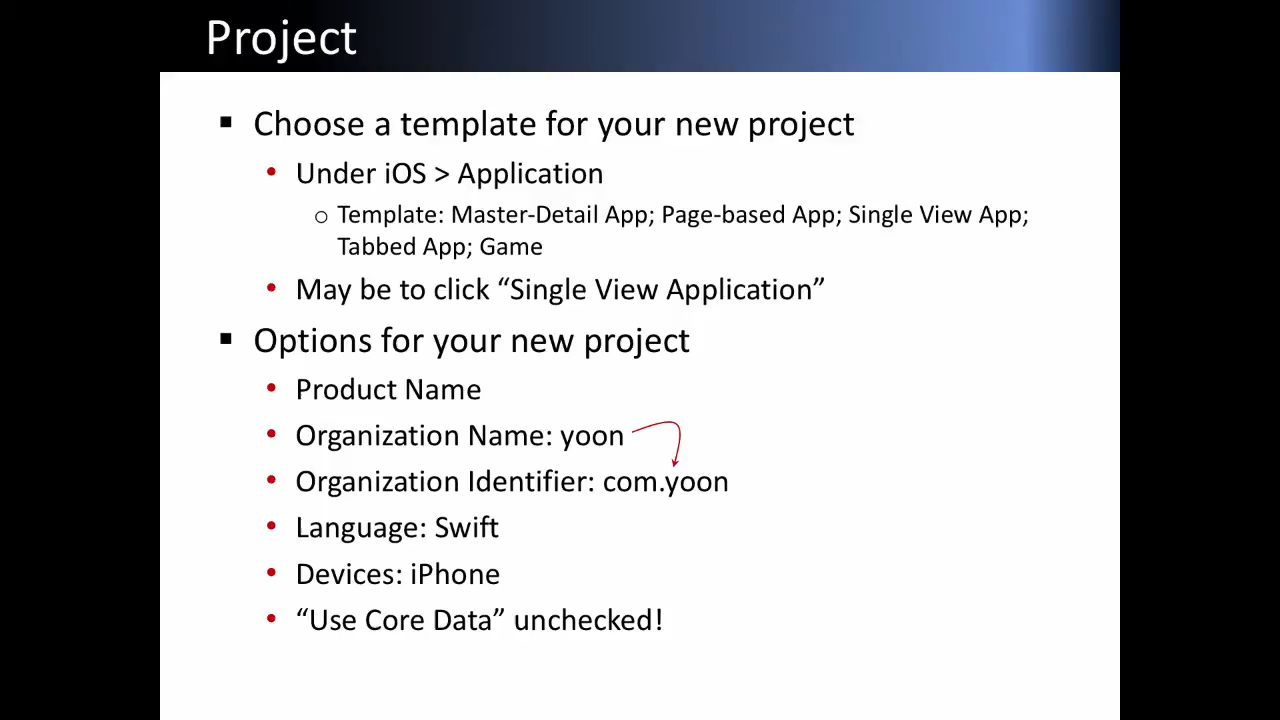 Project
▪ Choose a template for your new project
• Under iOS > Application
o Template: Master-Detail App; Page-based App; Single View App;
Tabbed App; Game
• May be to click “Single View Application”
▪ Options for your new project
• Product Name
• Organization Name: yoon
• Organization Identifier: com.yoon
• Language: Swift
• Devices: iPhone
• “Use Core Data” unchecked!